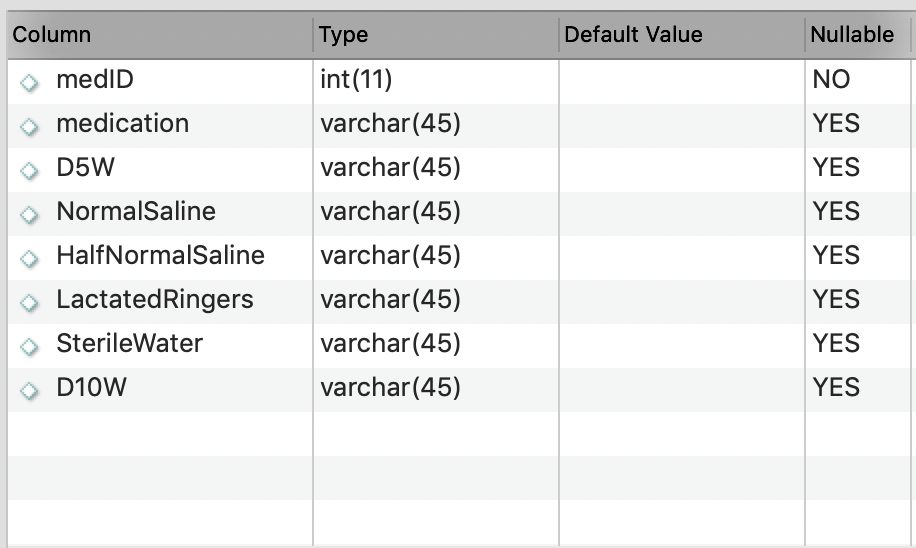 Column Type Default Value Nullable
medID int(11) NO
medication varchar(45) YES
D5W varchar(45) YES
NormalSaline varchar(45) YES
HalfNormalSaline varchar(45) YES
LactatedRingers varchar(45) YES
SterileWater varchar(45) YES
D10W varchar(45) YES